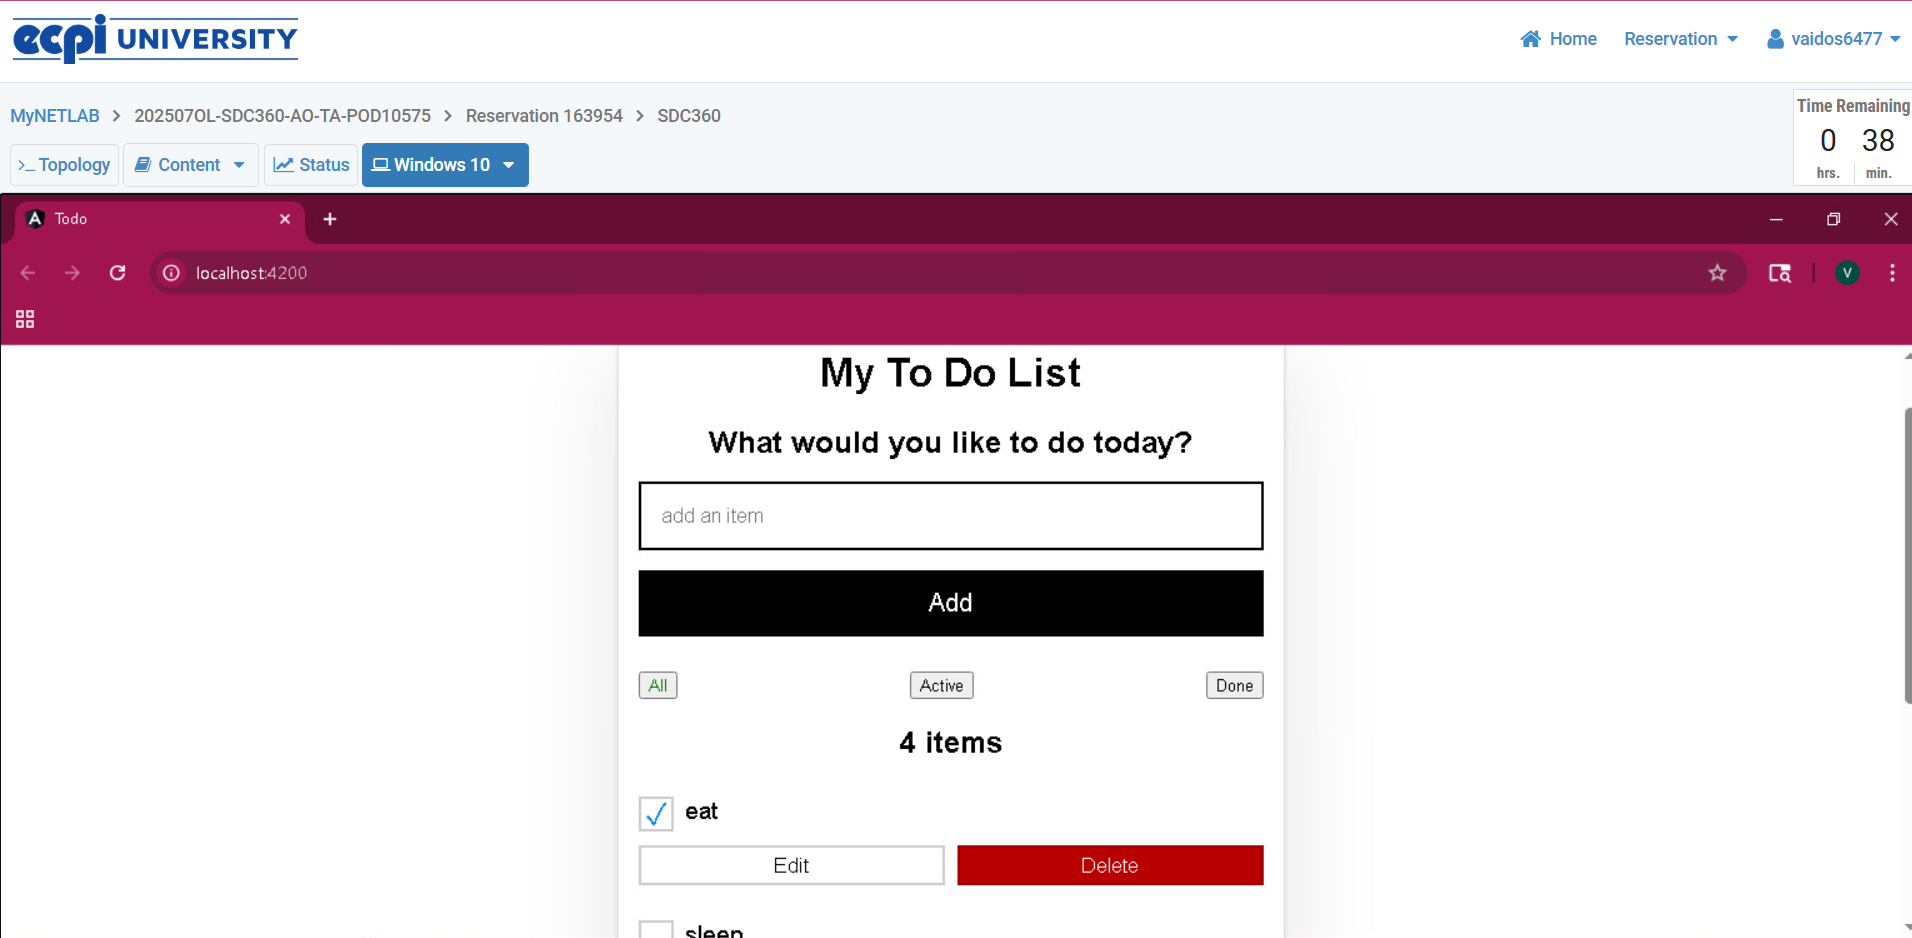 ecpi UNIVERSITY
Home Reservation vaidos6477
MyNETLAB > 202507OL-SDC360-AO-TA-POD10575 > Reservation 163954 > SDC360
Time Remaining
0 38
hrs. min.
>_ Topology Content Status Windows 10
Todo
localhost:4200
V
My To Do List
What would you like to do today?
add an item
Add
All Active Done
4 items
eat
Edit Delete
sleep